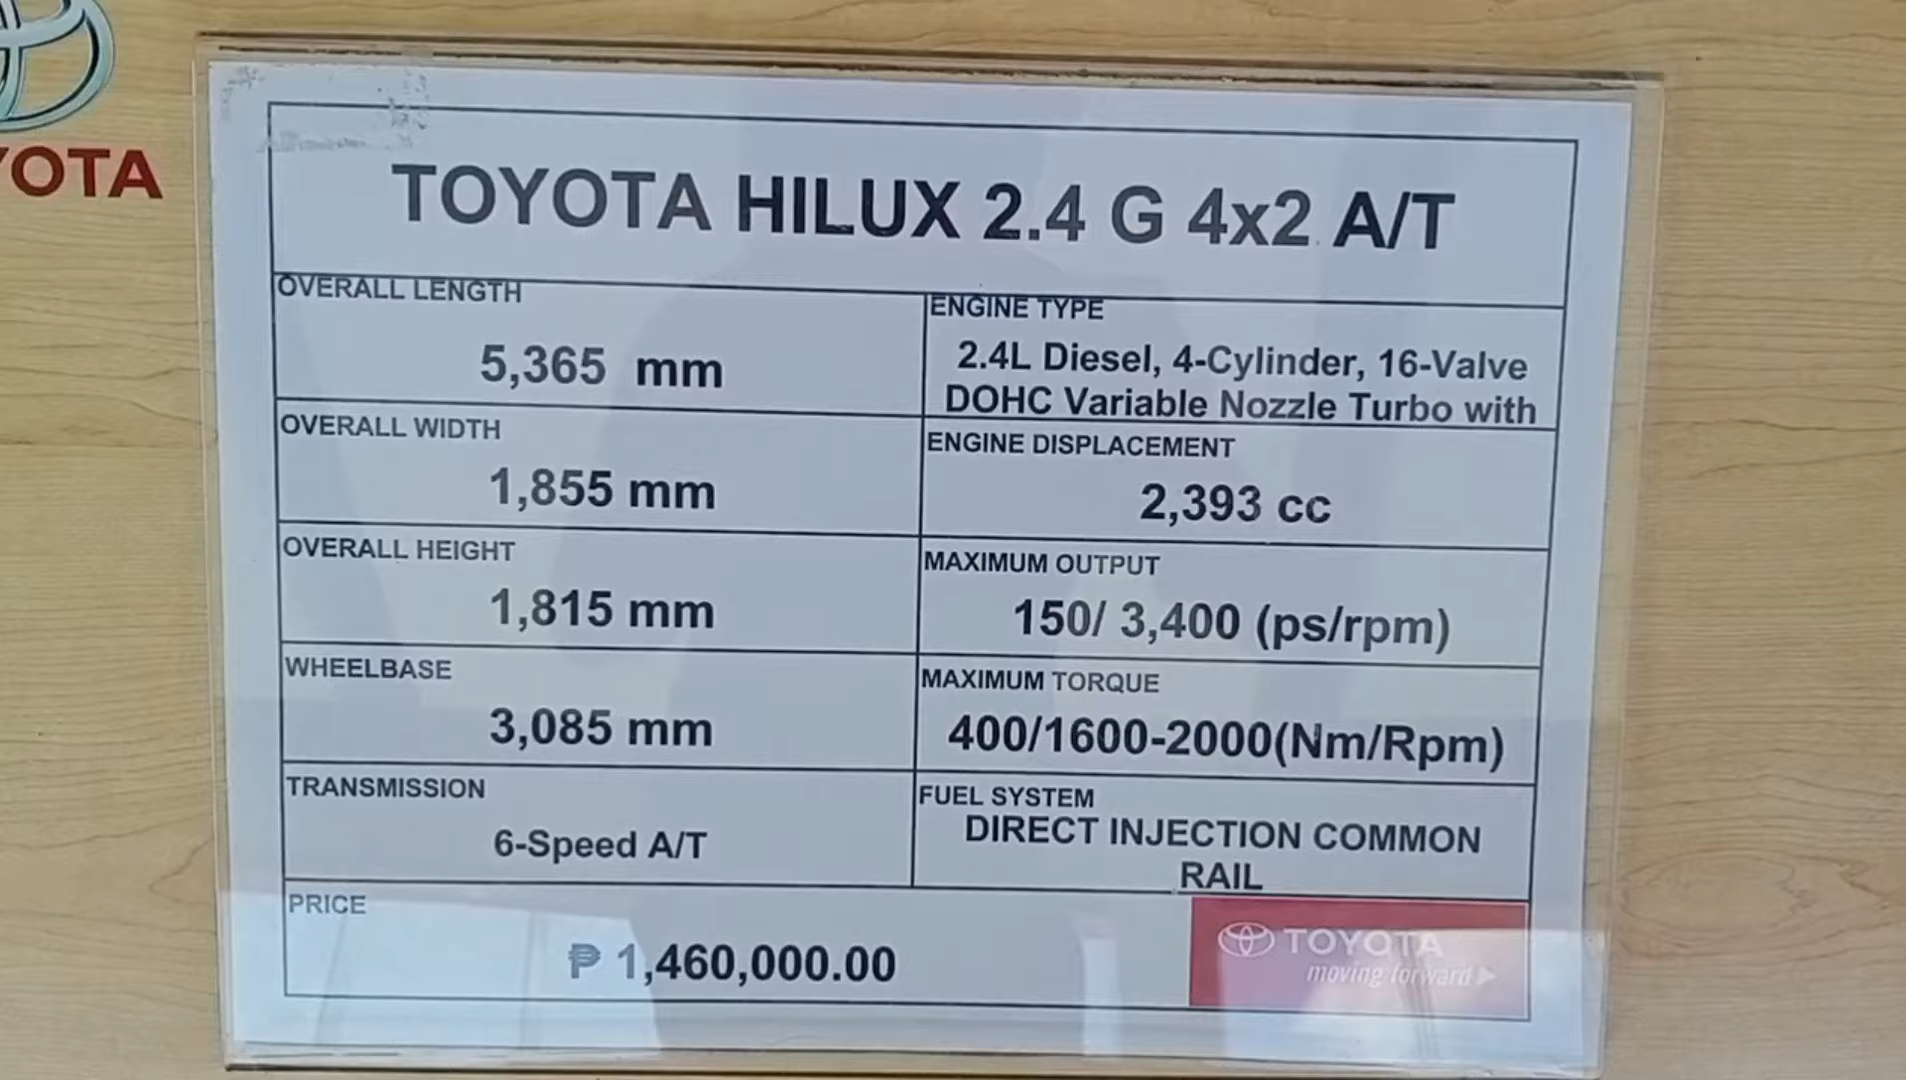 YOTA
TOYOTA HILUX 2.4 G 4x2 A/T
OVERALL LENGTH
5,365 mm
ENGINE TYPE
2.4L Diesel, 4-Cylinder, 16-Valve
DOHC Variable Nozzle Turbo with
OVERALL WIDTH
1,855 mm
ENGINE DISPLACEMENT
2,393 cc
OVERALL HEIGHT
1,815 mm
MAXIMUM OUTPUT
150/ 3,400 (ps/rpm)
WHEELBASE
3,085 mm
MAXIMUM TORQUE
400/1600-2000(Nm/Rpm)
TRANSMISSION
6-Speed A/T
FUEL SYSTEM
DIRECT INJECTION COMMON
RAIL
PRICE
₱ 1,460,000.00
TOYOTA
moving forward